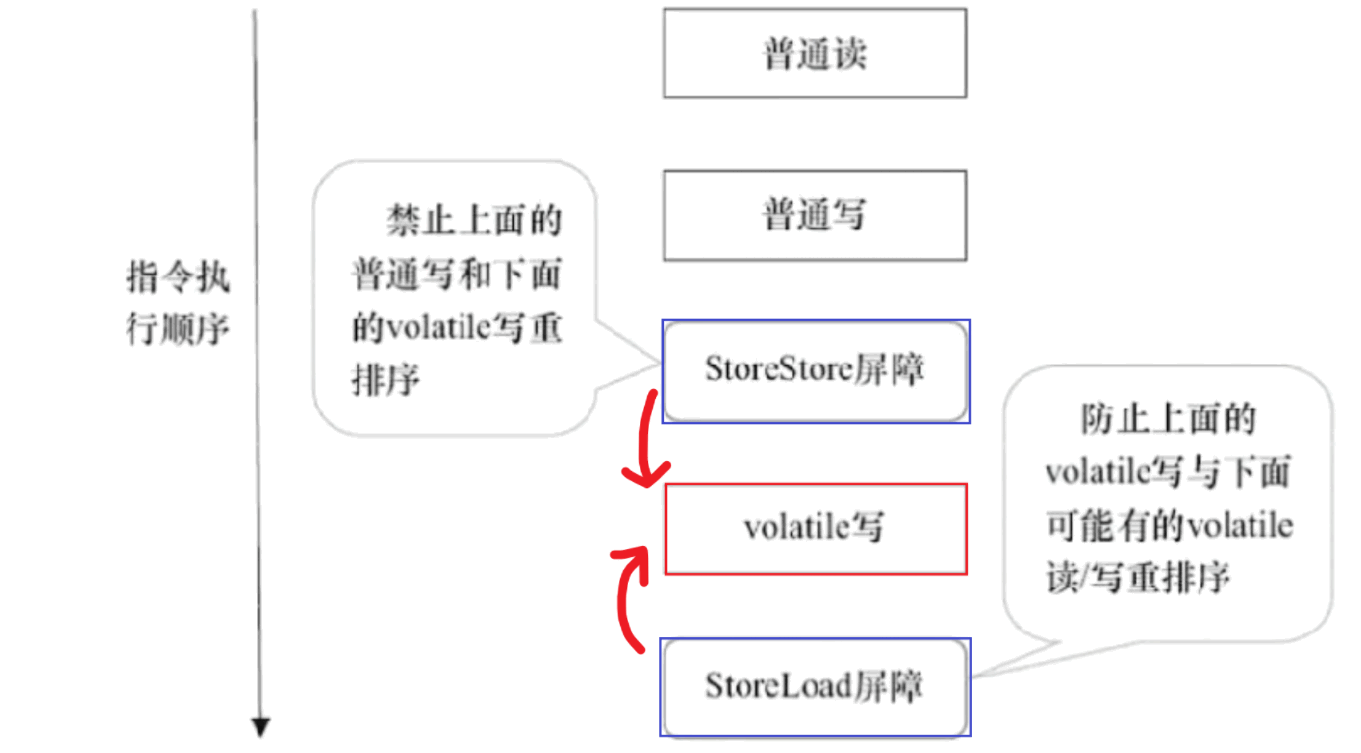 普通读
普通写
禁止上面的
普通写和下面
的volatile写重
排序
指令执
行顺序
StoreStore屏障
防止上面的
volatile写与下面
可能有的volatile
读/写重排序
volatile写
StoreLoad屏障